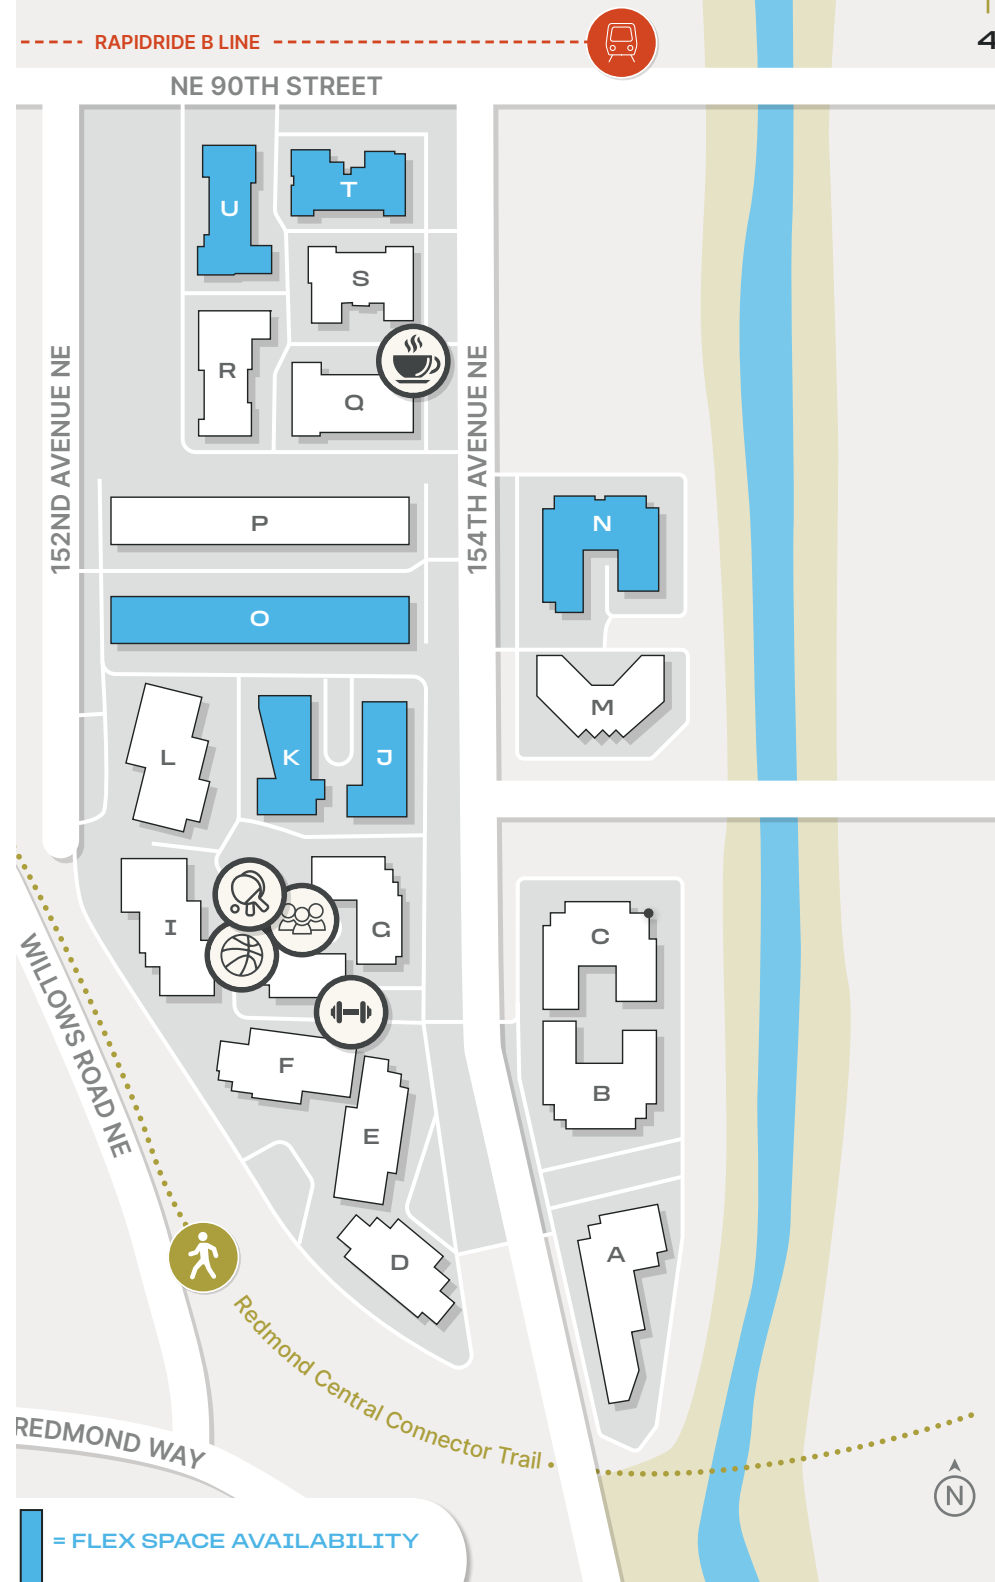 RAPIDRIDE B LINE
4
NE 90TH STREET
U
T
S
R
Q
152ND AVENUE NE
154TH AVENUE NE
P
N
O
M
L
K
J
I
G
C
WILLOWS ROAD NE
F
B
E
D
A
Redmond Central Connector Trail
REDMOND WAY
N
= FLEX SPACE AVAILABILITY